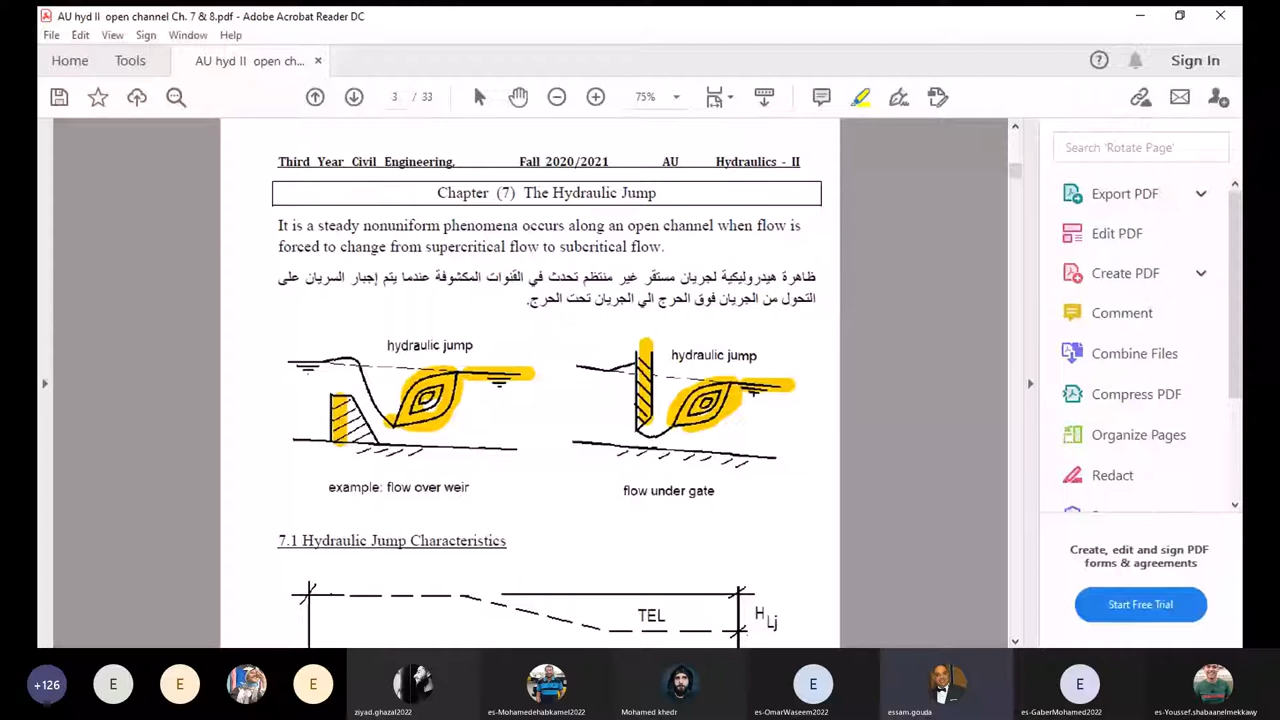 AU hyd II open channel Ch. 7 & 8.pdf - Adobe Acrobat Reader DC
File Edit View Sign Window Help
Home Tools AU hyd II open ch... × Sign In
3 / 33 75%
Third Year Civil Engineering, Fall 2020/2021 AU Hydraulics - II
Chapter (7) The Hydraulic Jump
It is a steady nonuniform phenomena occurs along an open channel when flow is
forced to change from supercritical flow to subcritical flow.
ظاهرة هيدروليكية لجريان مستقر غير منتظم تحدث في القنوات المكشوفة عندما يتم إجبار السريان على
التحول من الجريان فوق الحرج الي الجريان تحت الحرج.
hydraulic jump
hydraulic jump
example: flow over weir
flow under gate
7.1 Hydraulic Jump Characteristics
TEL
H Lj
Search 'Rotate Page'
Export PDF
Edit PDF
Create PDF
Comment
Combine Files
Compress PDF
Organize Pages
Redact
Create, edit and sign PDF
forms & agreements
Start Free Trial
+126 E E E E E
ziyad.ghazal2022 es-Mohamedehabkamel2022 Mohamed khedr es-OmarWaseem2022 essam.gouda es-GaberMohamed2022 es-Youssef.shabaanelmekkawy